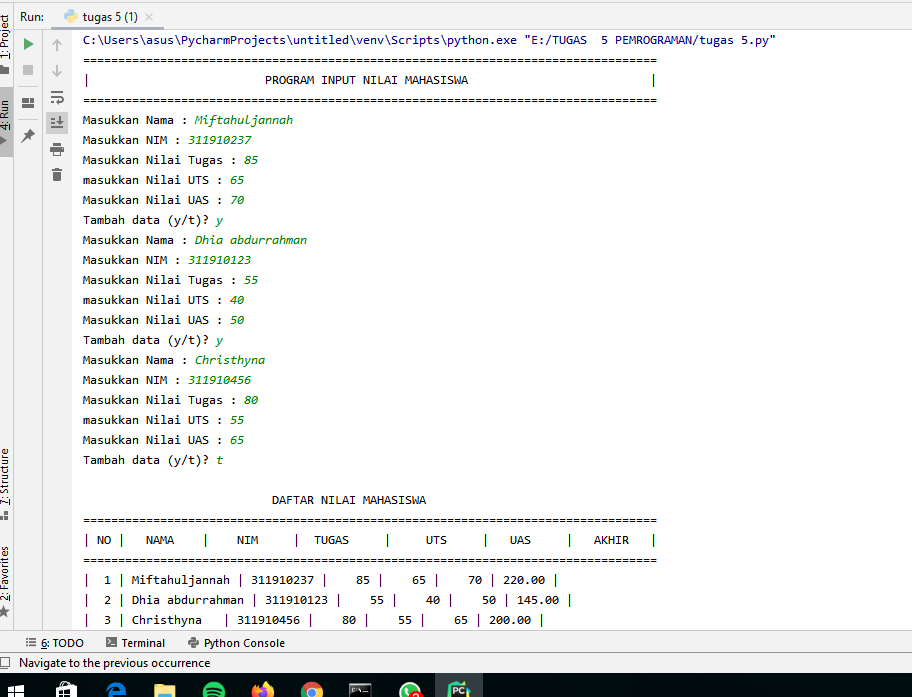 Run: tugas 5 (1)
1: Project
4: Run
7: Structure
2: Favorites
C:\Users\asus\PycharmProjects\untitled\venv\Scripts\python.exe "E:/TUGAS  5 PEMROGRAMAN/tugas 5.py"
==================================================================================
|                         PROGRAM INPUT NILAI MAHASISWA                          |
==================================================================================
Masukkan Nama : Miftahuljannah
Masukkan NIM : 311910237
Masukkan Nilai Tugas : 85
masukkan Nilai UTS : 65
Masukkan Nilai UAS : 70
Tambah data (y/t)? y
Masukkan Nama : Dhia abdurrahman
Masukkan NIM : 311910123
Masukkan Nilai Tugas : 55
masukkan Nilai UTS : 40
Masukkan Nilai UAS : 50
Tambah data (y/t)? y
Masukkan Nama : Christhyna
Masukkan NIM : 311910456
Masukkan Nilai Tugas : 80
masukkan Nilai UTS : 55
Masukkan Nilai UAS : 65
Tambah data (y/t)? t
DAFTAR NILAI MAHASISWA
==================================================================================
| NO |   NAMA    |    NIM     |  TUGAS     |     UTS     |   UAS     |   AKHIR   |
==================================================================================
|  1 | Miftahuljannah | 311910237 |    85 |    65 |    70 | 220.00 |
|  2 | Dhia abdurrahman | 311910123 |    55 |    40 |    50 | 145.00 |
|  3 | Christhyna   | 311910456 |    80 |    55 |    65 | 200.00 |
6: TODO Terminal Python Console
Navigate to the previous occurrence
PC